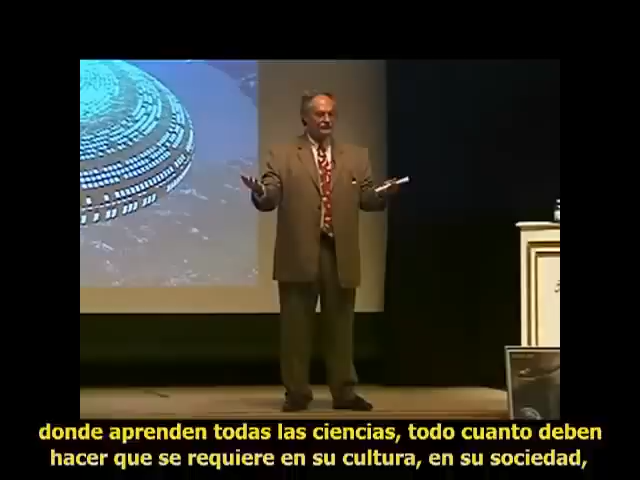 donde aprenden todas las ciencias, todo cuanto deben
hacer que se requiere en su cultura, en su sociedad,